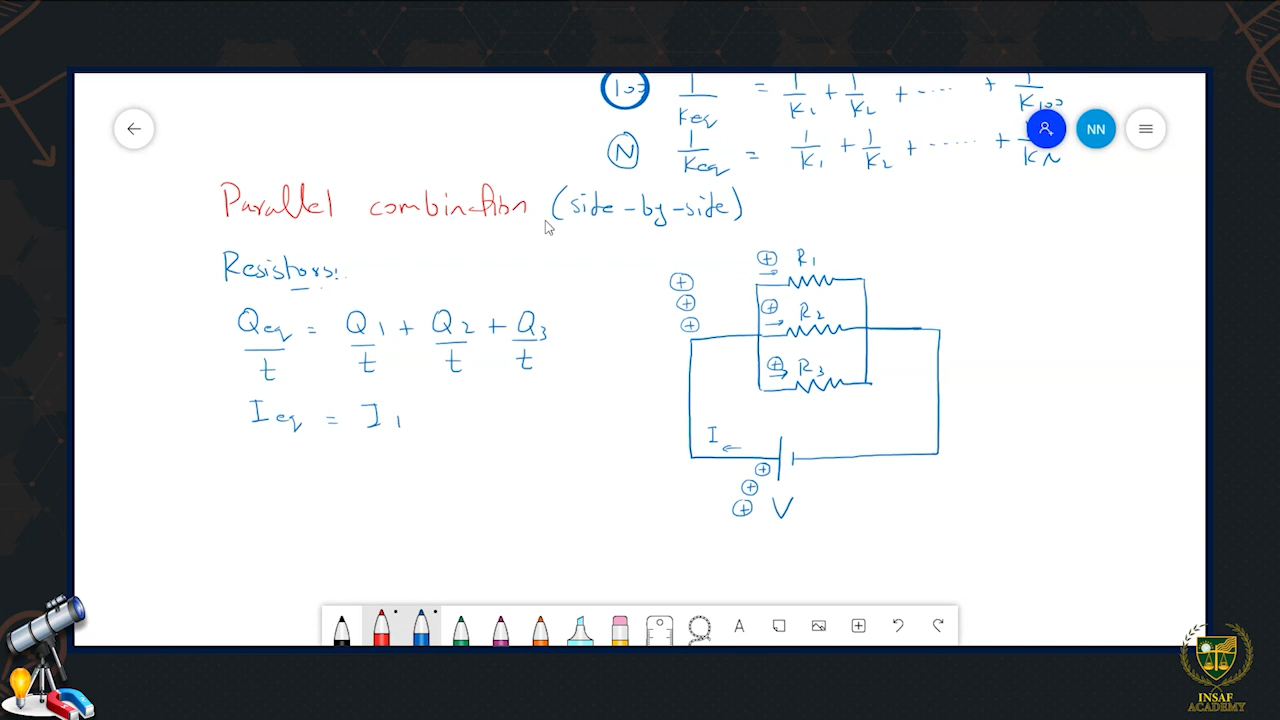 100 1/Keq = 1/K1 + 1/K2 + ..... + 1/K100
N 1/Keq = 1/K1 + 1/K2 + ..... + 1/KN
NN
Parallel combination (side-by-side)
Resistors:
Qeq/t = Q1/t + Q2/t + Q3/t
Ieq = I1
+ R1
+
+ + R2
+
+ R3
I
+
+
+ V
A
INSAF
ACADEMY